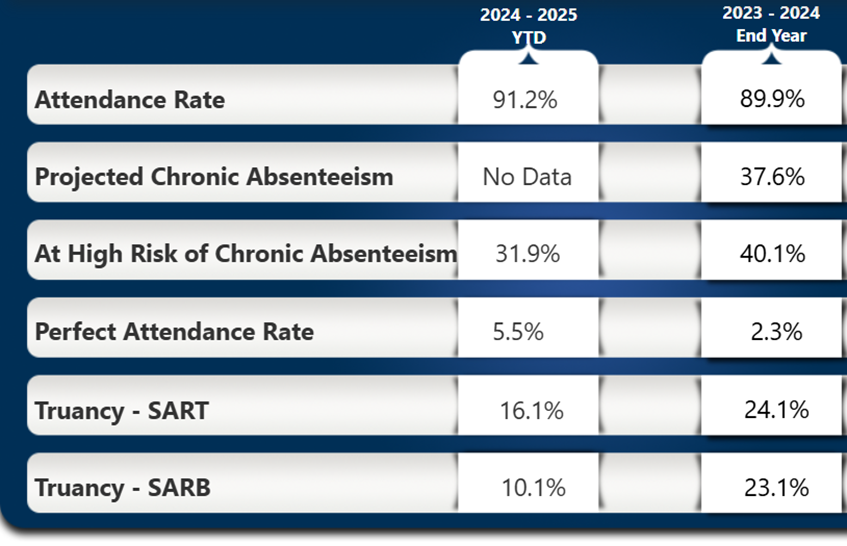 2024 - 2025 2023 - 2024
YTD End Year
Attendance Rate 91.2% 89.9%
Projected Chronic Absenteeism No Data 37.6%
At High Risk of Chronic Absenteeism 31.9% 40.1%
Perfect Attendance Rate 5.5% 2.3%
Truancy - SART 16.1% 24.1%
Truancy - SARB 10.1% 23.1%